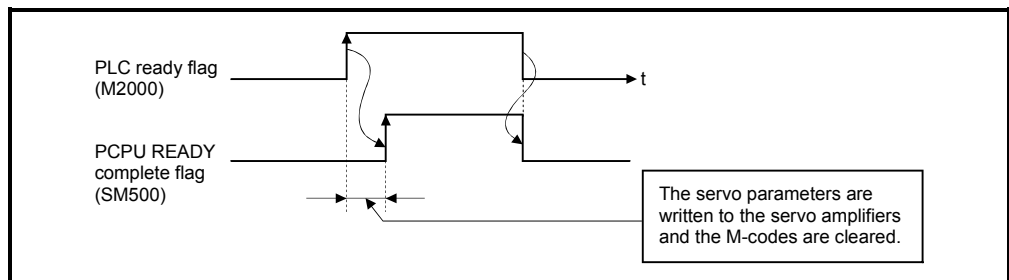 PLC ready flag
(M2000)
t
PCPU READY
complete flag
(SM500)
The servo parameters are
written to the servo amplifiers
and the M-codes are cleared.